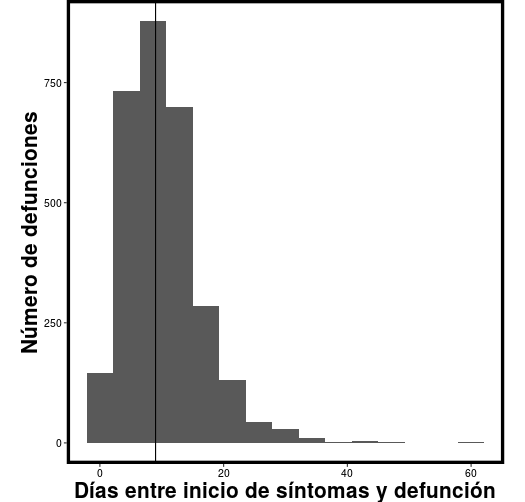 Número de defunciones
750
500
250
0
0 20 40 60
Días entre inicio de síntomas y defunción